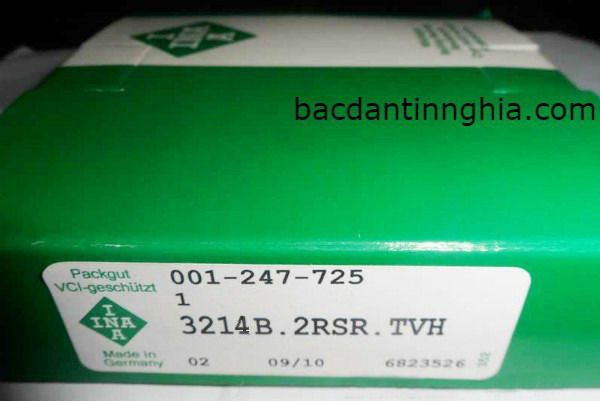 INA
bacdantinnghia.com
Packgut
VCI-geschützt
001-247-725
1
INA
3214B.2RSR.TVH
Made in
Germany
02 09/10 6823526 152